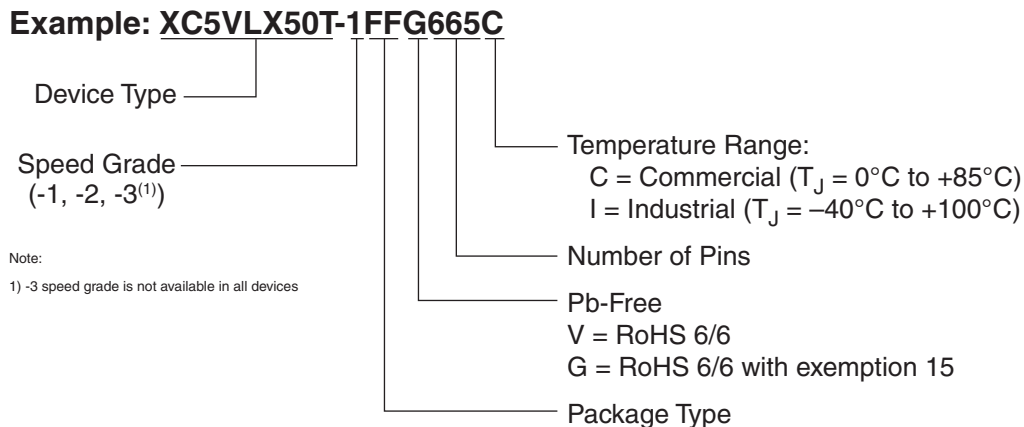 Example: XC5VLX50T-1FFG665C
Device Type
Speed Grade
(-1, -2, -3(1))
Note:
1) -3 speed grade is not available in all devices
Temperature Range:
C = Commercial (TJ = 0°C to +85°C)
I = Industrial (TJ = –40°C to +100°C)
Number of Pins
Pb-Free
V = RoHS 6/6
G = RoHS 6/6 with exemption 15
Package Type